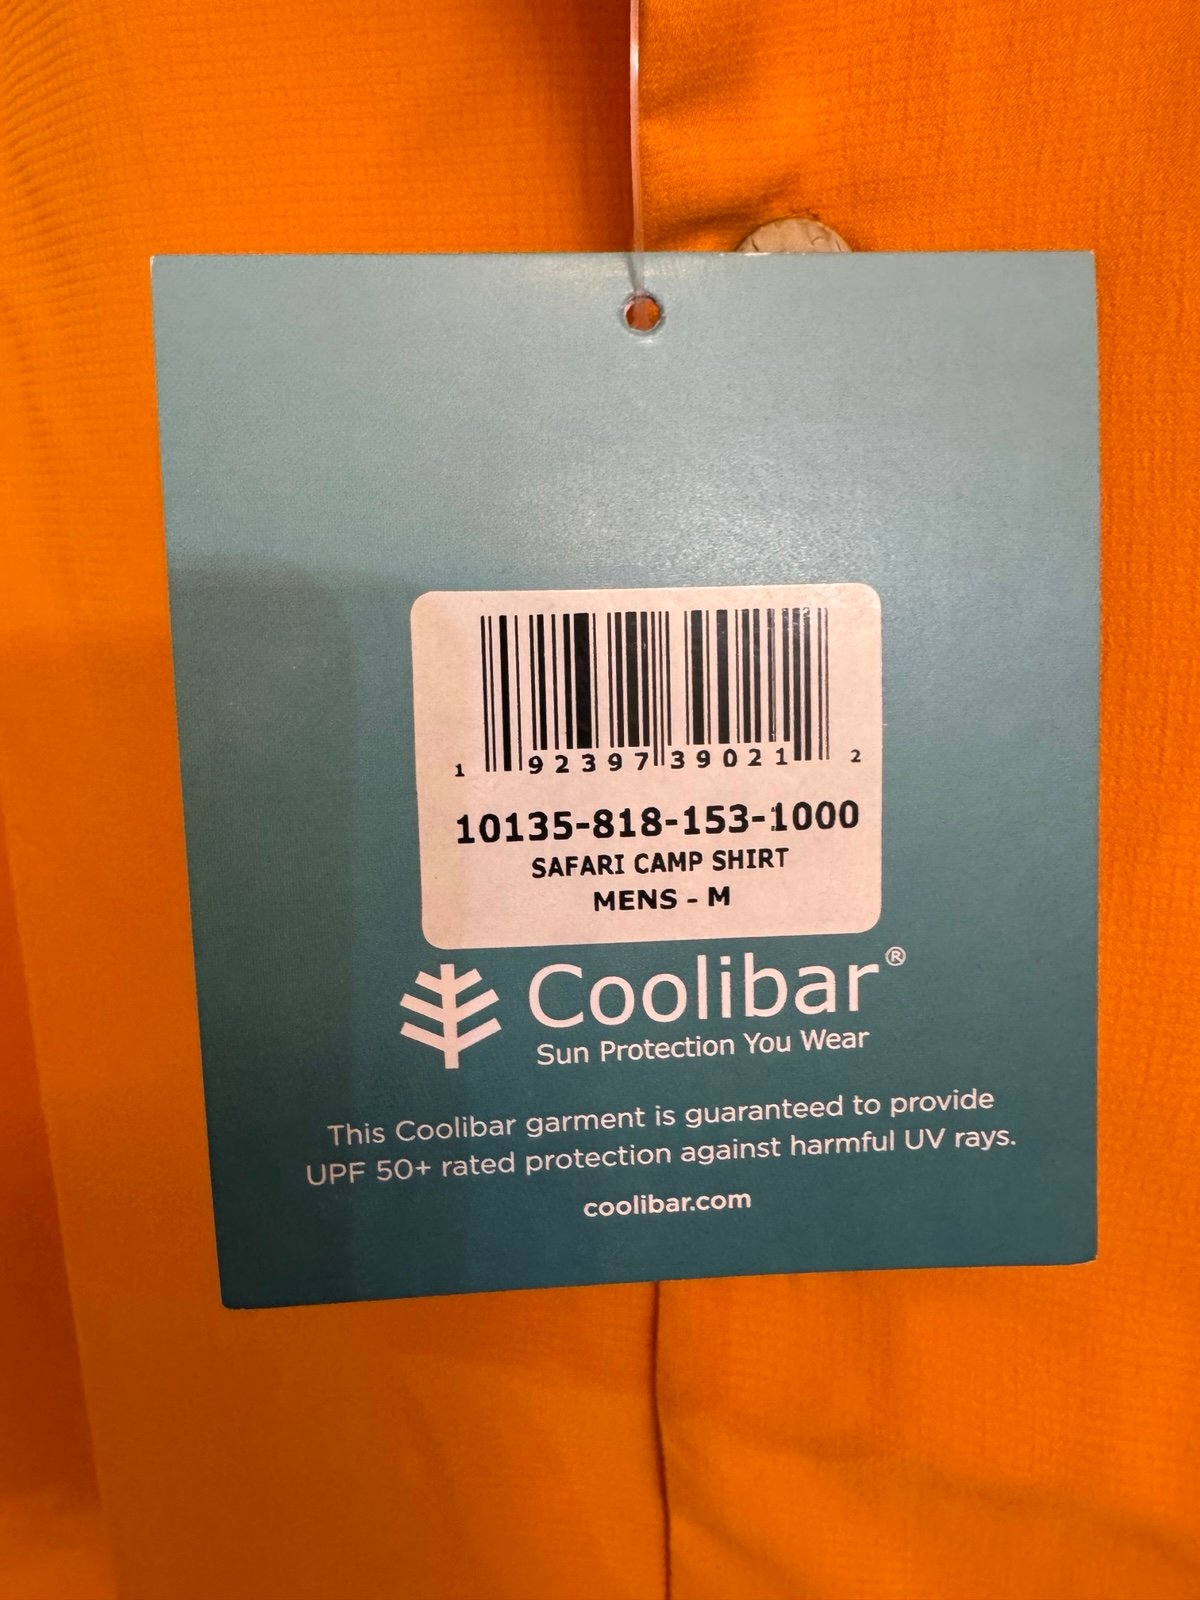 1 92397 39021 2
10135-818-153-1000
SAFARI CAMP SHIRT
MENS - M
Coolibar®
Sun Protection You Wear
This Coolibar garment is guaranteed to provide
UPF 50+ rated protection against harmful UV rays.
coolibar.com